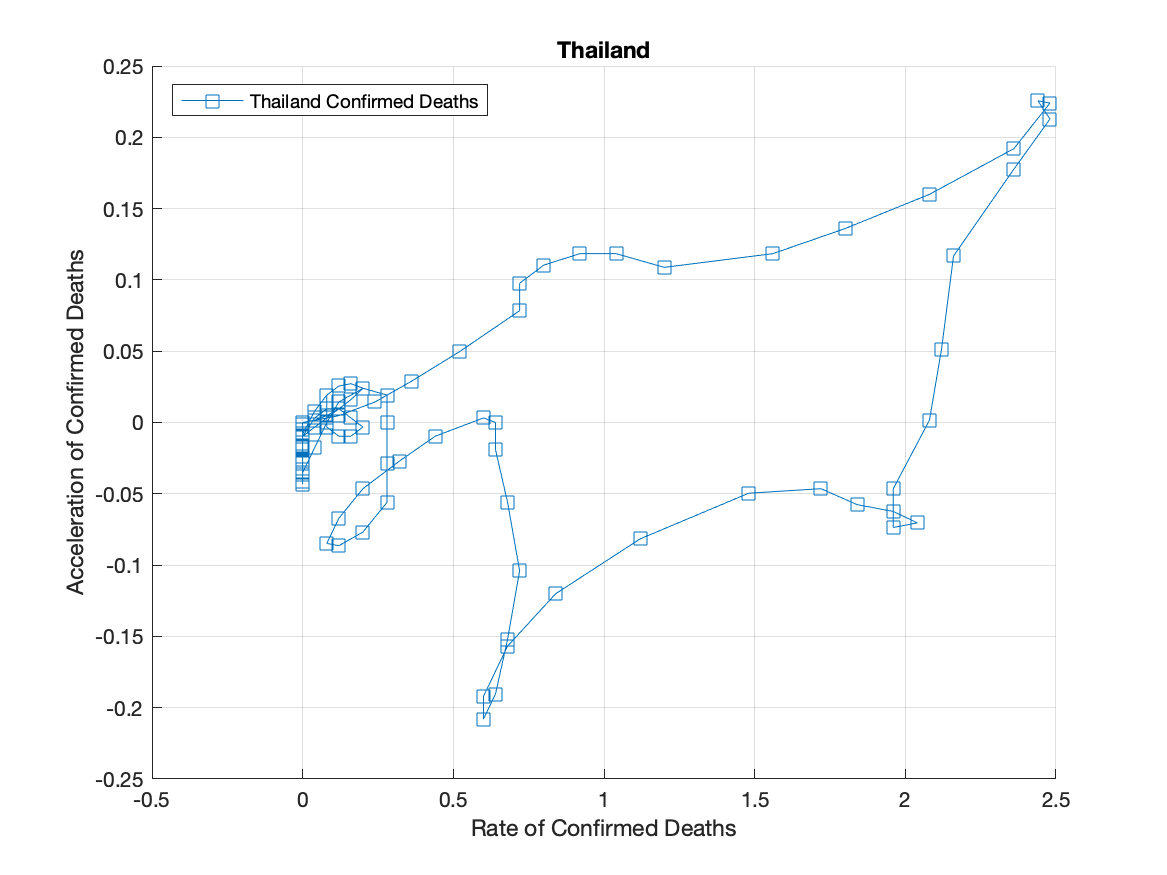 Thailand
Thailand Confirmed Deaths
0.25
0.2
0.15
0.1
0.05
0
-0.05
-0.1
-0.15
-0.2
-0.25
Acceleration of Confirmed Deaths
-0.5 0 0.5 1 1.5 2 2.5
Rate of Confirmed Deaths